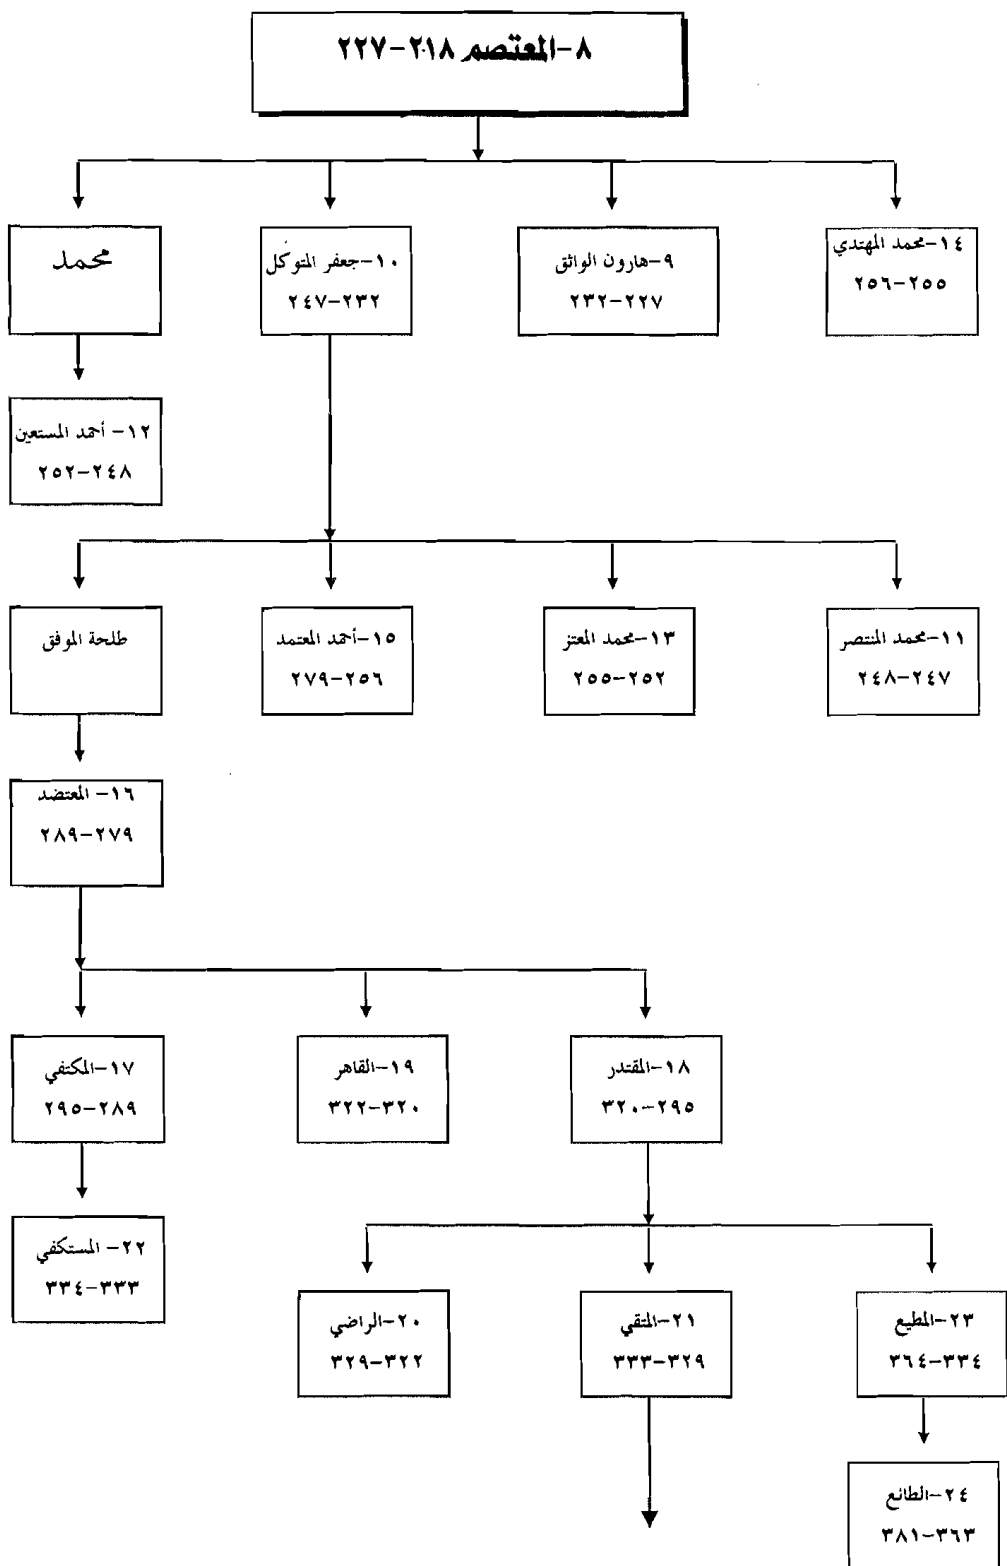 ٨-المعتصم ٢١٨-٢٢٧
١٤-محمد المهتدي
٢٥٥-٢٥٦
٩-هارون الواثق
٢٢٧-٢٣٢
١٠-جعفر المتوكّل
٢٣٢-٢٤٧
محمد
١٢- أحمد المستعين
٢٤٨-٢٥٢
١١-محمد المنتصر
٢٤٧-٢٤٨
١٣-محمد المعتز
٢٥٢-٢٥٥
١٥-أحمد المعتمد
٢٥٦-٢٧٩
طلحة الموفق
١٦- المعتضد
٢٧٩-٢٨٩
١٨-المقتدر
٢٩٥-٣٢٠
١٩-القاهر
٣٢٠-٣٢٢
١٧-المكتفي
٢٨٩-٢٩٥
٢٢- المستكفي
٣٣٣-٣٣٤
٢٣-المطيع
٣٣٤-٣٦٤
٢١-المتقي
٣٢٩-٣٣٣
٢٠-الراضي
٣٢٢-٣٢٩
٢٤-الطائع
٣٦٣-٣٨١